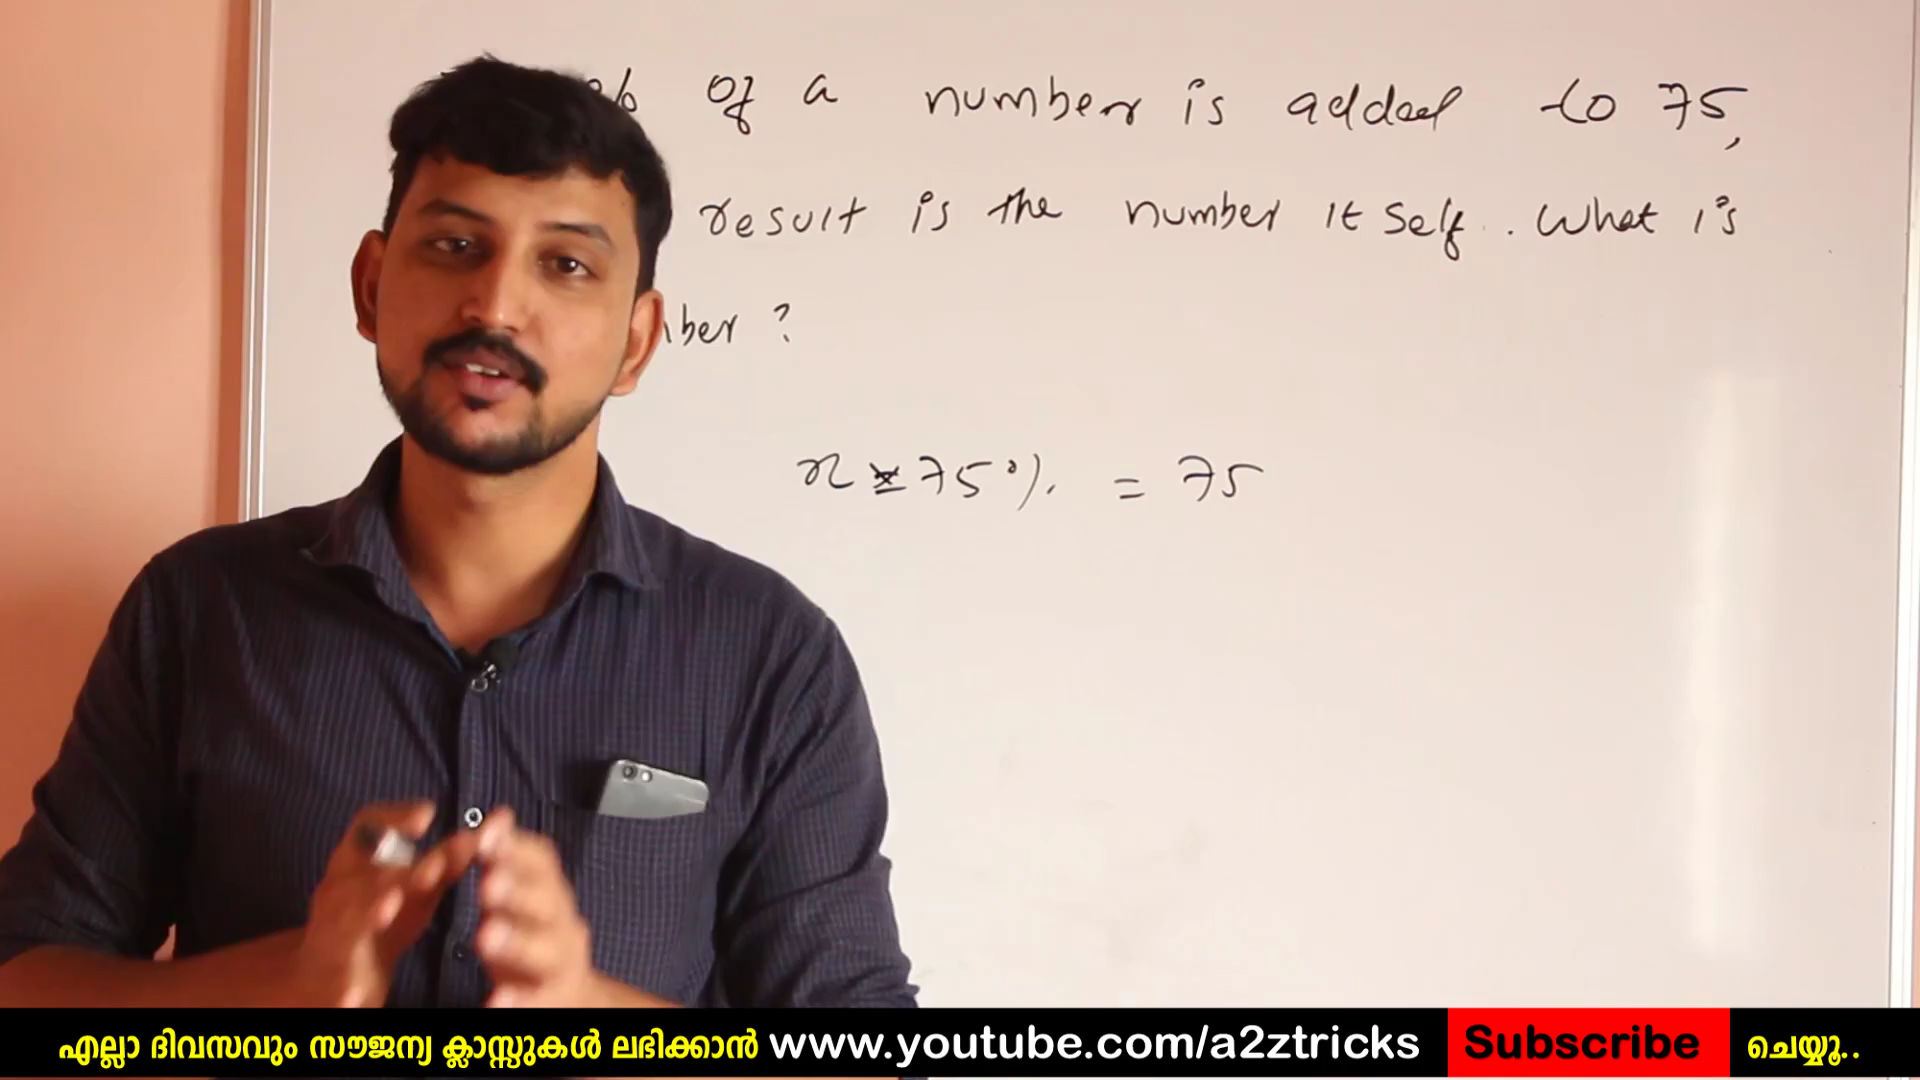 % of a number is added to 75,
result is the number it self. What is
ber ?
x × 75% = 75
എല്ലാ ദിവസവും സൗജന്യ ക്ലാസ്സുകൾ ലഭിക്കാൻ www.youtube.com/a2ztricks Subscribe ചെയ്യൂ..